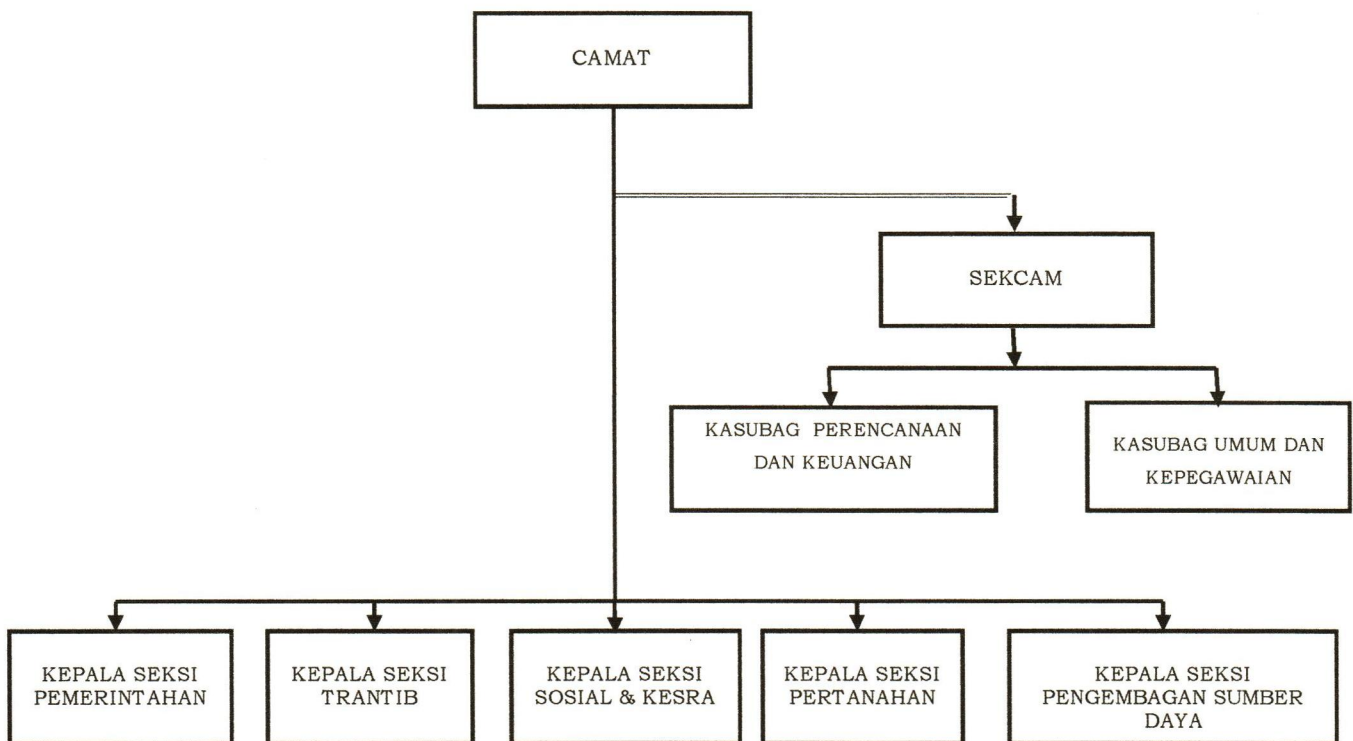 CAMAT
SEKCAM
KASUBAG PERENCANAAN
DAN KEUANGAN
KASUBAG UMUM DAN
KEPEGAWAIAN
KEPALA SEKSI
PEMERINTAHAN
KEPALA SEKSI
TRANTIB
KEPALA SEKSI
SOSIAL & KESRA
KEPALA SEKSI
PERTANAHAN
KEPALA SEKSI
PENGEMBAGAN SUMBER
DAYA